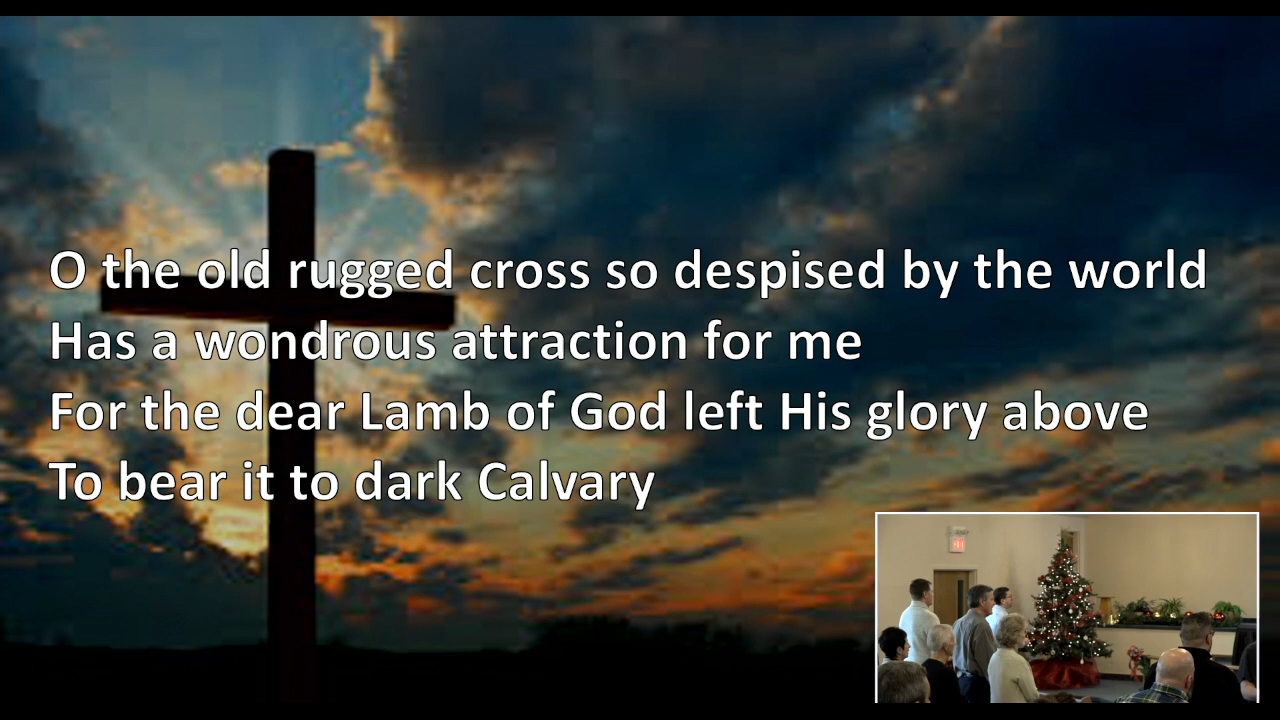 O the old rugged cross so despised by the world
Has a wondrous attraction for me
For the dear Lamb of God left His glory above
To bear it to dark Calvary